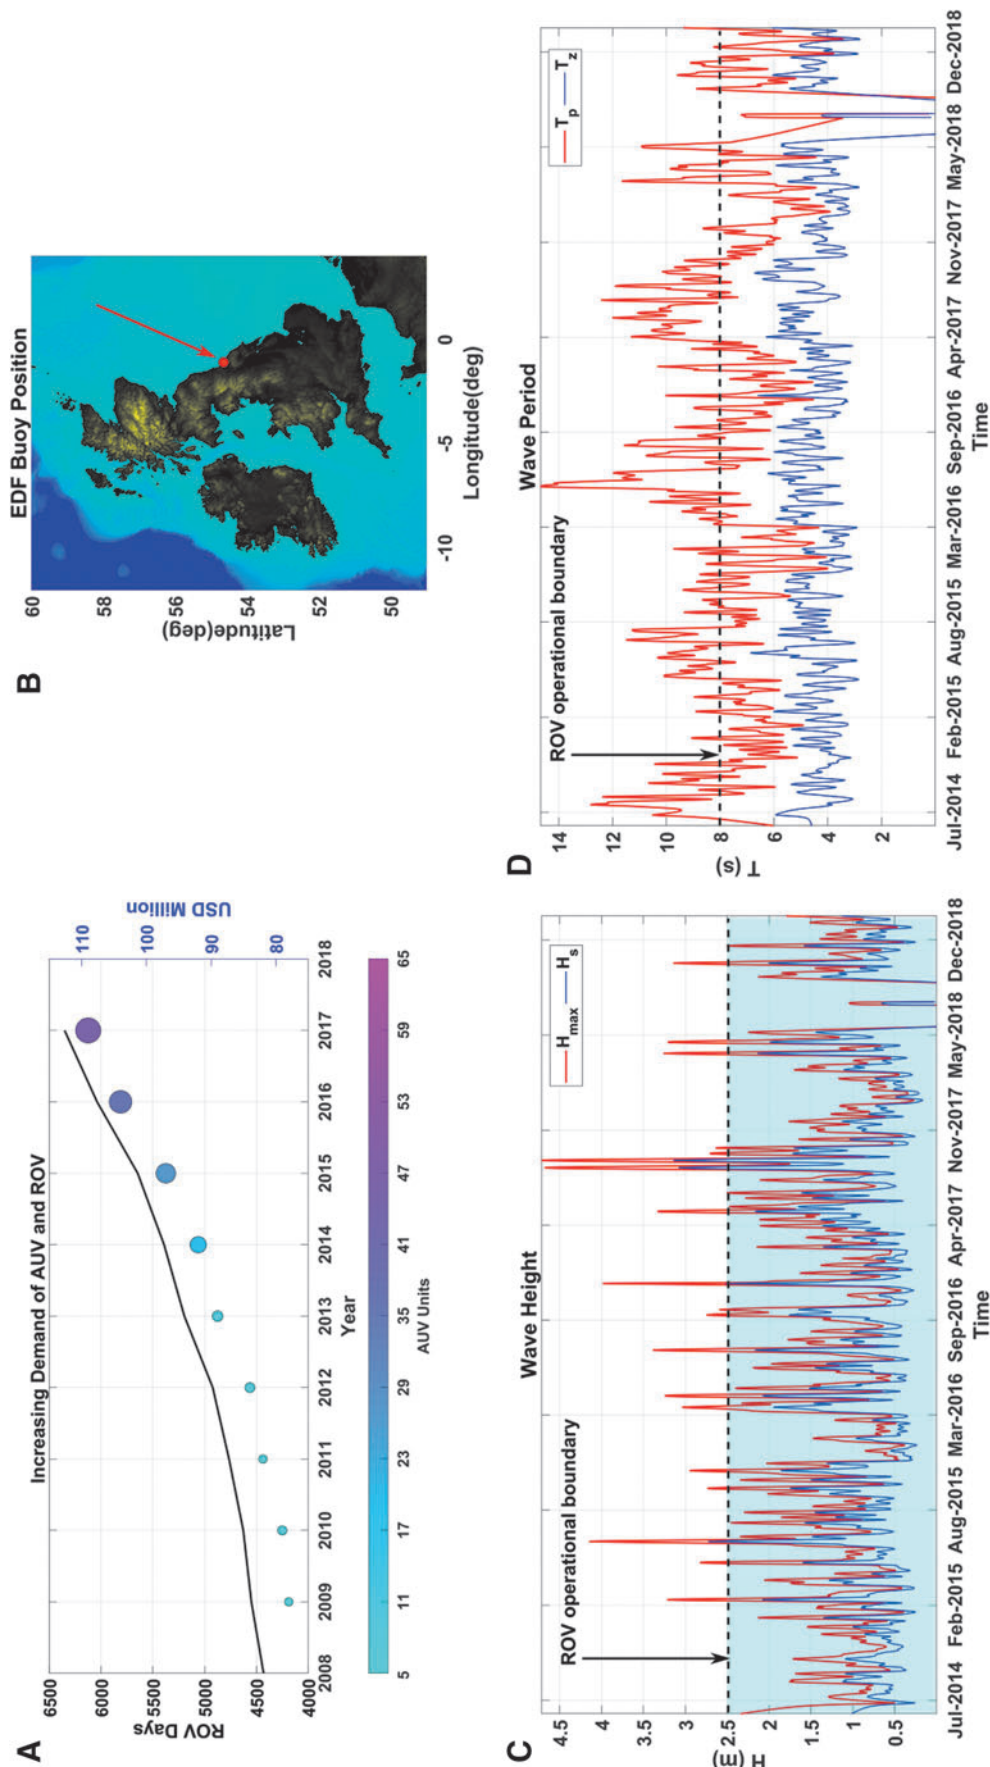 A
Increasing Demand of AUV and ROV
6500
6000
5500
5000
4500
4000
ROV Days
110
100
90
80
USD Million
2008
2009
2010
2011
2012
2013
2014
2015
2016
2017
2018
Year
5
11
17
23
29
35
41
47
53
59
65
AUV Units
B
EDF Buoy Position
60
58
56
54
52
50
Latitude(deg)
-10
-5
0
Longitude(deg)
C
Wave Height
ROV operational boundary
Hmax Hs
4.5
4
3.5
3
2.5
2
1.5
1
0.5
H (m)
Jul-2014
Feb-2015
Aug-2015
Mar-2016
Sep-2016
Apr-2017
Nov-2017
May-2018
Dec-2018
Time
D
Wave Period
ROV operational boundary
Tp Tz
14
12
10
8
6
4
2
T (s)
Jul-2014
Feb-2015
Aug-2015
Mar-2016
Sep-2016
Apr-2017
Nov-2017
May-2018
Dec-2018
Time